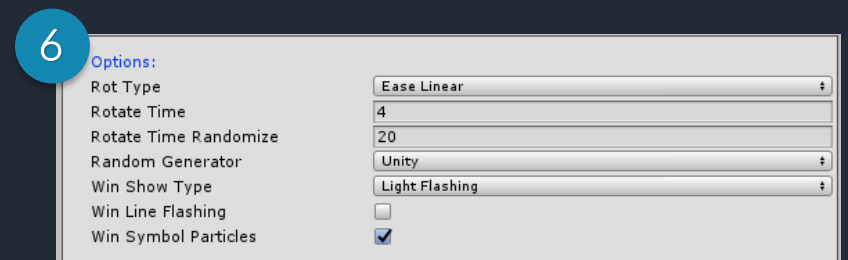 6
Options:
Rot Type Ease Linear
Rotate Time 4
Rotate Time Randomize 20
Random Generator Unity
Win Show Type Light Flashing
Win Line Flashing
Win Symbol Particles